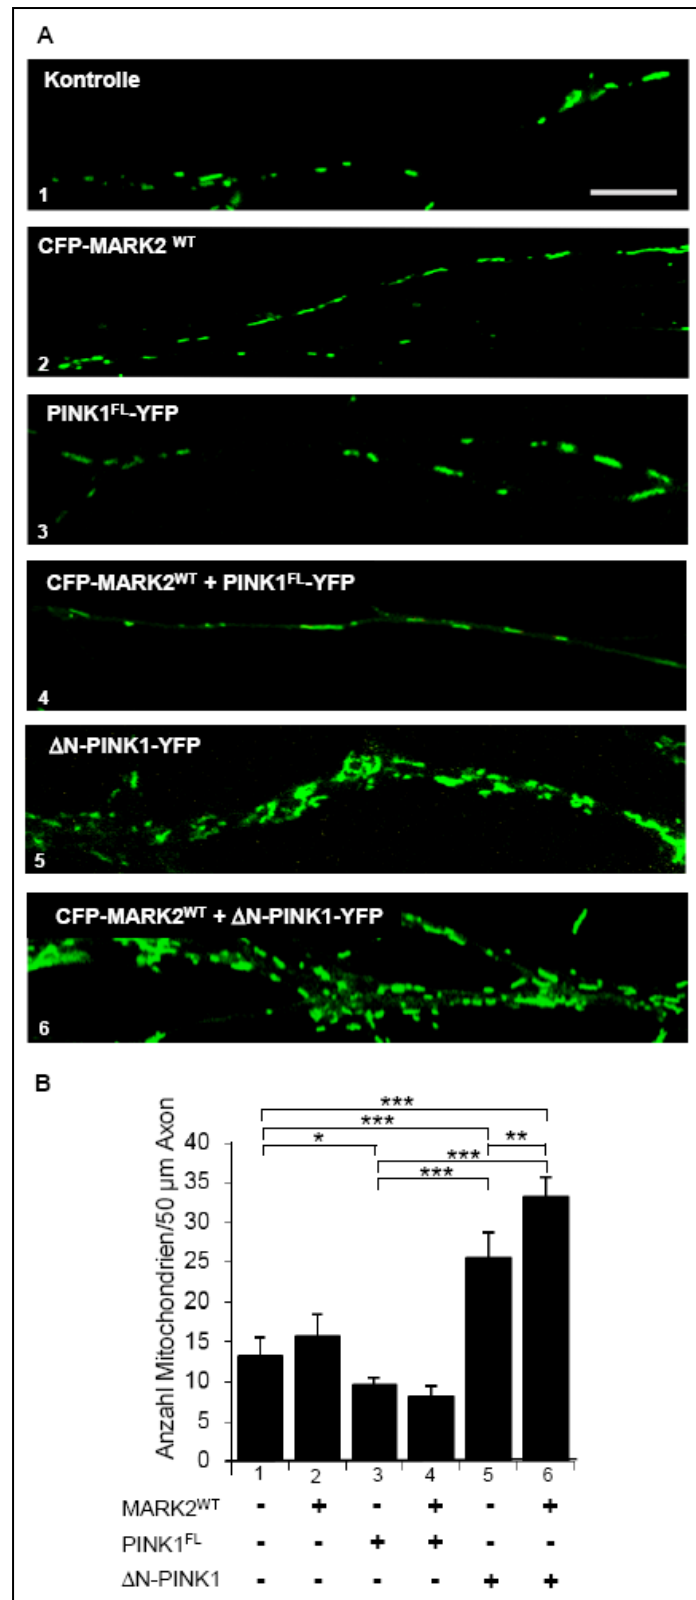 A
Kontrolle
1
CFP-MARK2 WT
2
PINK1FL-YFP
3
CFP-MARK2WT + PINK1FL-YFP
4
ΔN-PINK1-YFP
5
CFP-MARK2WT + ΔN-PINK1-YFP
6
B
Anzahl Mitochondrien/50 µm Axon
***
***
* **
***
***
40
35
30
25
20
15
10
5
0
1 2 3 4 5 6
MARK2WT - + - + - +
PINK1FL - - + + - -
ΔN-PINK1 - - - - + +